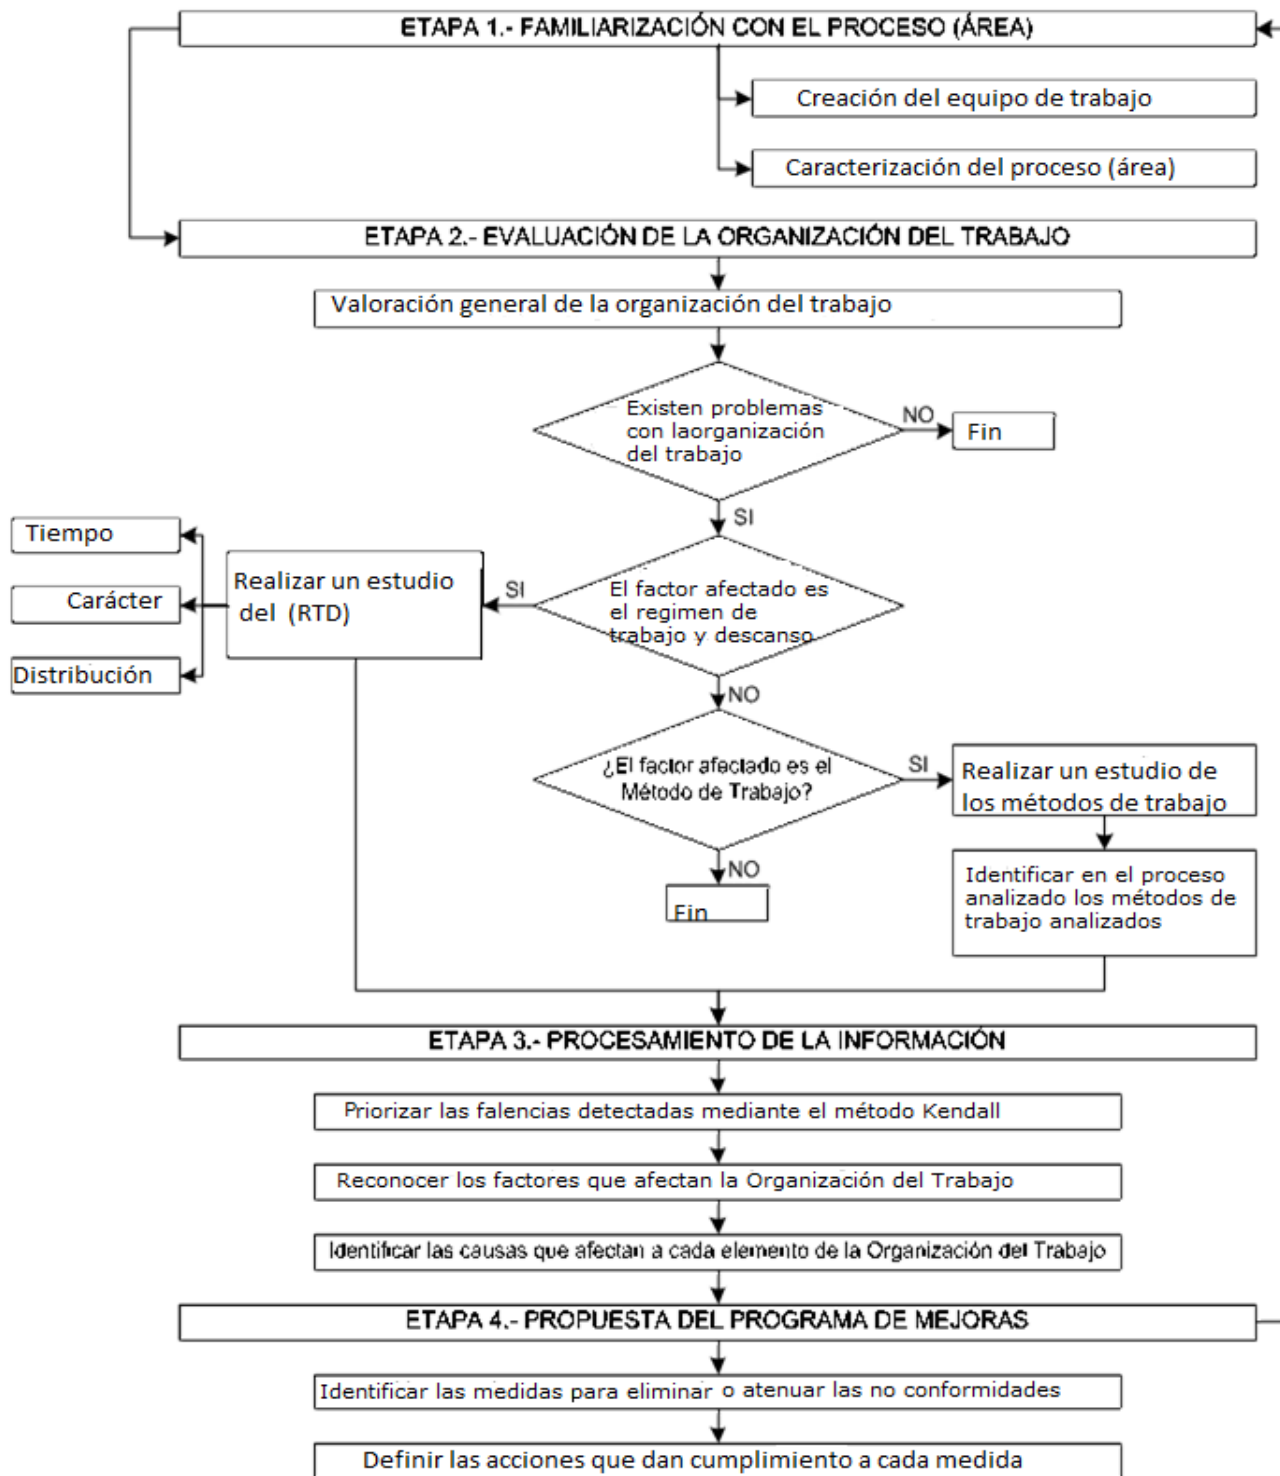 ETAPA 1.- FAMILIARIZACIÓN CON EL PROCESO (ÁREA)
Creación del equipo de trabajo
Caracterización del proceso (área)
ETAPA 2.- EVALUACIÓN DE LA ORGANIZACIÓN DEL TRABAJO
Valoración general de la organización del trabajo
Existen problemas
con laorganización
del trabajo
NO
Fin
SI
El factor afectado es
el regimen de
trabajo y descanso
SI
Realizar un estudio
del (RTD)
Tiempo
Carácter
Distribución
NO
¿El factor afectado es el
Método de Trabajo?
SI
Realizar un estudio de
los métodos de trabajo
Identificar en el proceso
analizado los métodos de
trabajo analizados
NO
Fin
ETAPA 3.- PROCESAMIENTO DE LA INFORMACIÓN
Priorizar las falencias detectadas mediante el método Kendall
Reconocer los factores que afectan la Organización del Trabajo
Identificar las causas que afectan a cada elemento de la Organización del Trabajo
ETAPA 4.- PROPUESTA DEL PROGRAMA DE MEJORAS
Identificar las medidas para eliminar o atenuar las no conformidades
Definir las acciones que dan cumplimiento a cada medida